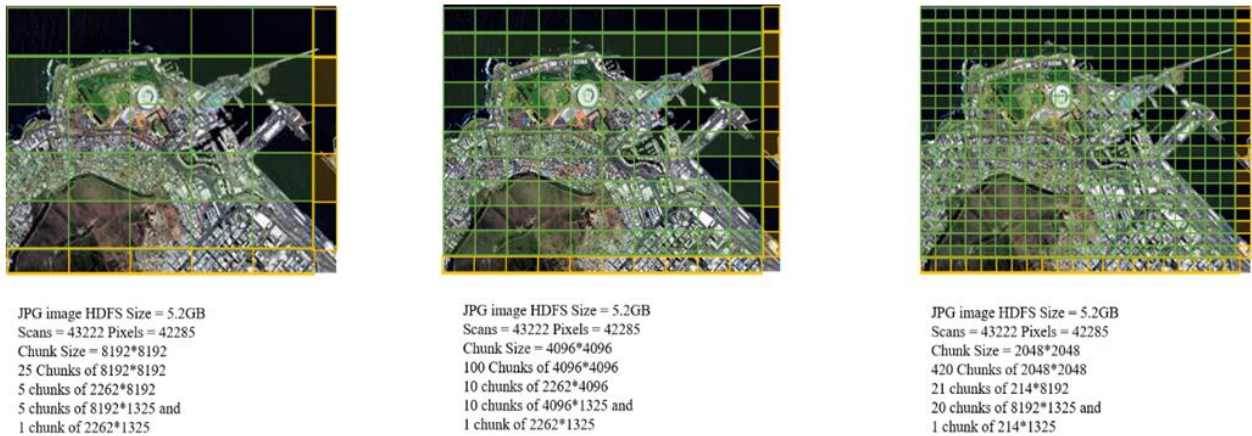 JPG image HDFS Size = 5.2GB
Scans = 43222 Pixels = 42285
Chunk Size = 8192*8192
25 Chunks of 8192*8192
5 chunks of 2262*8192
5 chunks of 8192*1325 and
1 chunk of 2262*1325
JPG image HDFS Size = 5.2GB
Scans = 43222 Pixels = 42285
Chunk Size = 4096*4096
100 Chunks of 4096*4096
10 chunks of 2262*4096
10 chunks of 4096*1325 and
1 chunk of 2262*1325
JPG image HDFS Size = 5.2GB
Scans = 43222 Pixels = 42285
Chunk Size = 2048*2048
420 Chunks of 2048*2048
21 chunks of 214*8192
20 chunks of 8192*1325 and
1 chunk of 214*1325